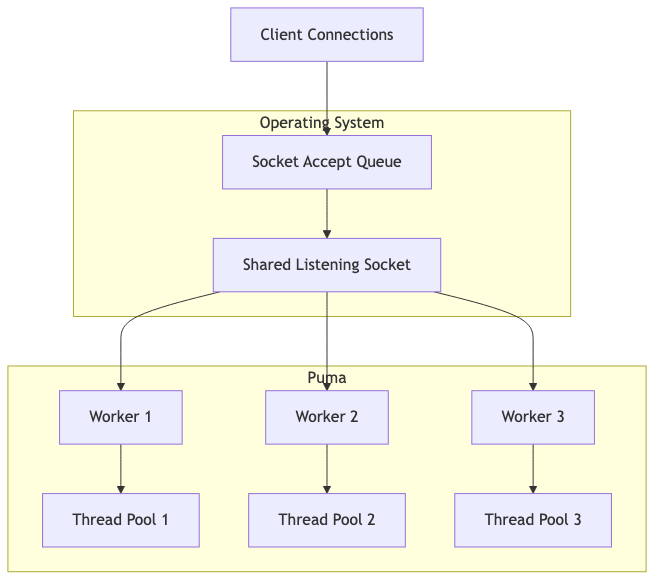 Client Connections
Operating System
Socket Accept Queue
Shared Listening Socket
Puma
Worker 1
Worker 2
Worker 3
Thread Pool 1
Thread Pool 2
Thread Pool 3